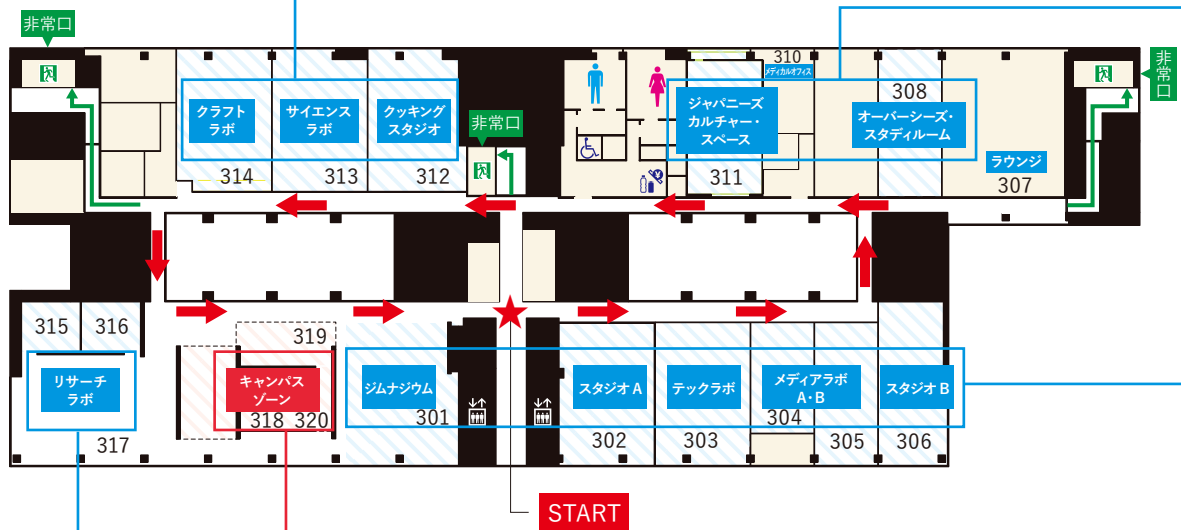 非常口
非常口
非常口
310
メディカルオフィス
クラフト
ラボ
314
サイエンス
ラボ
313
クッキング
スタジオ
312
ジャパニーズ
カルチャー・
スペース
311
308
オーバーシーズ・
スタディルーム
ラウンジ
307
315
316
リサーチ
ラボ
317
319
キャンパス
ゾーン
318
320
ジムナジウム
301
スタジオA
302
テックラボ
303
メディアラボ
A・B
304
305
スタジオB
306
START